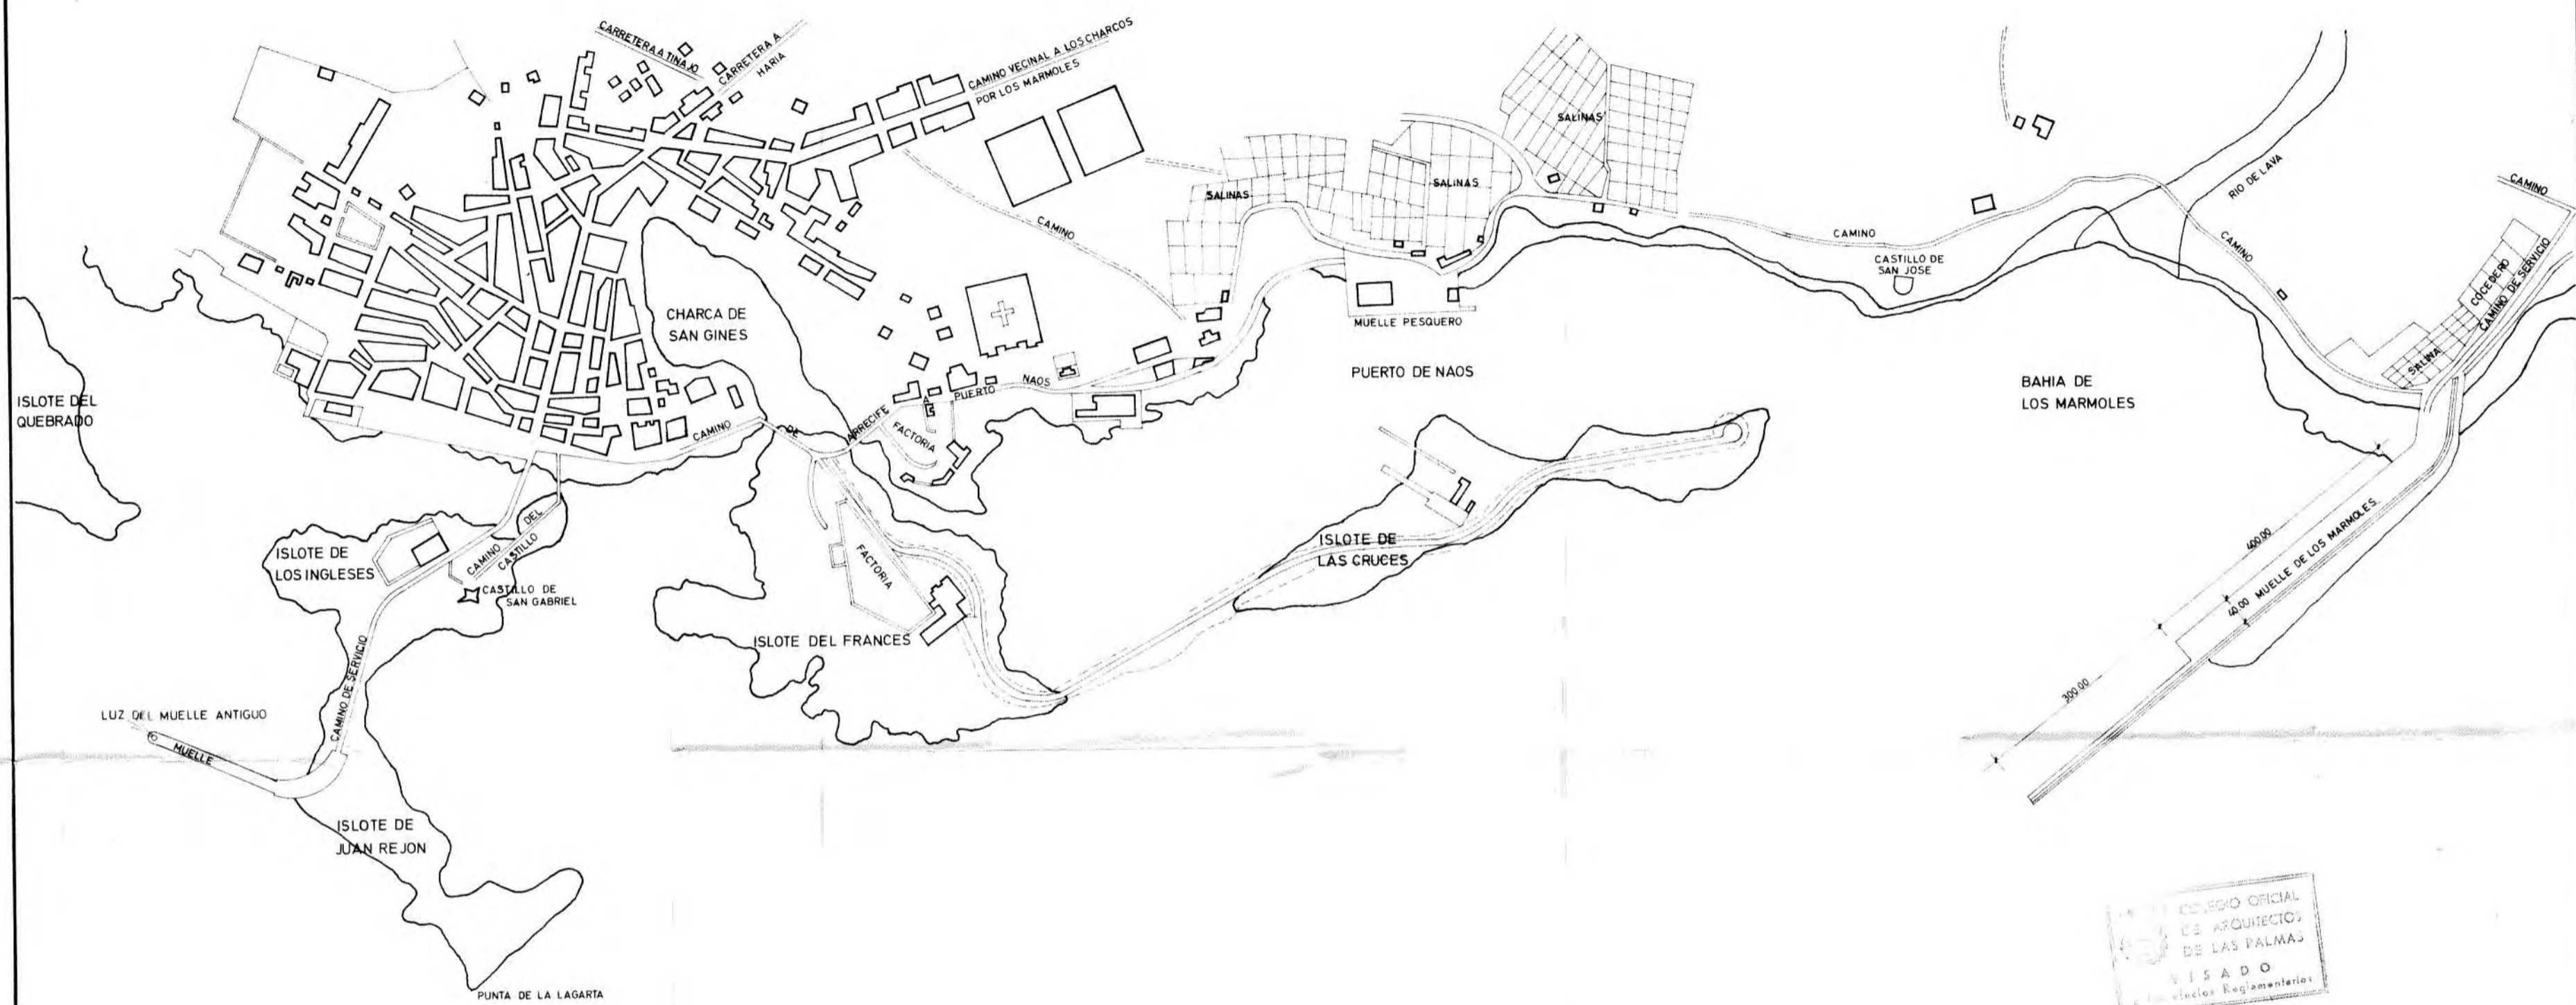 CARRETERA A TINAJO
CARRETERA A
HARIA
CAMINO VECINAL A LOS CHARCOS
POR LOS MARMOLES
SALINAS
SALINAS
SALINAS
CAMINO
CAMINO
RIO DE LAVA
CAMINO
CAMINO
CASTILLO DE
SAN JOSE
COCEDERO
CAMINO DE SERVICIO
SALINA
CHARCA DE
SAN GINES
MUELLE PESQUERO
PUERTO DE NAOS
BAHIA DE
LOS MARMOLES
ISLOTE DEL
QUEBRADO
CAMINO DE ARRECIFE A PUERTO NAOS
FACTORIA
ISLOTE DE
LOS INGLESES
CAMINO DEL
CASTILLO
CASTILLO DE
SAN GABRIEL
FACTORIA
ISLOTE DEL FRANCES
ISLOTE DE
LAS CRUCES
400.00
40.00
MUELLE DE LOS MARMOLES
300.00
CAMINO DE SERVICIO
LUZ DEL MUELLE ANTIGUO
MUELLE
ISLOTE DE
JUAN REJON
PUNTA DE LA LAGARTA
COLEGIO OFICIAL
DE ARQUITECTOS
DE LAS PALMAS
VISADO
Reglamentarios